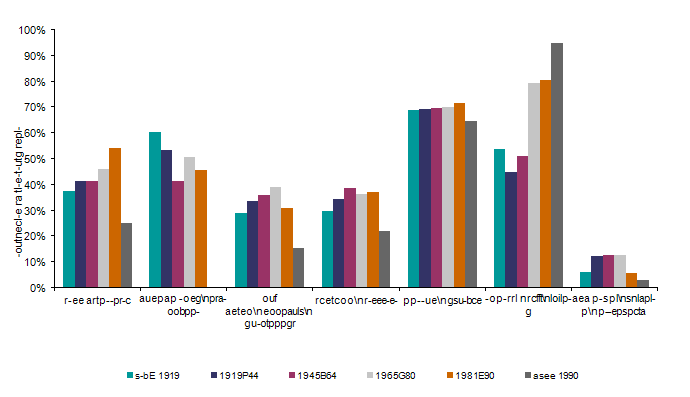 100%
90%
80%
70%
60%
50%
40%
30%
20%
10%
0%
-outnecl-e ra tl-e-t-utg repl-
r-ee artp--pr-c
auepap -oeg\npra-
oobpp-
ouf
aeteo\neoopauls\n
gu-otpppgr
rcetcoo\nr-eee-e-
pp--ue\ngsu-bce
-op-rrl nrcft\nloilp-
g
aea p-spl\nsnlapl-
p\np--epspcta
s-bE 1919
1919P44
1945B64
1965G80
1981E90
asee 1990